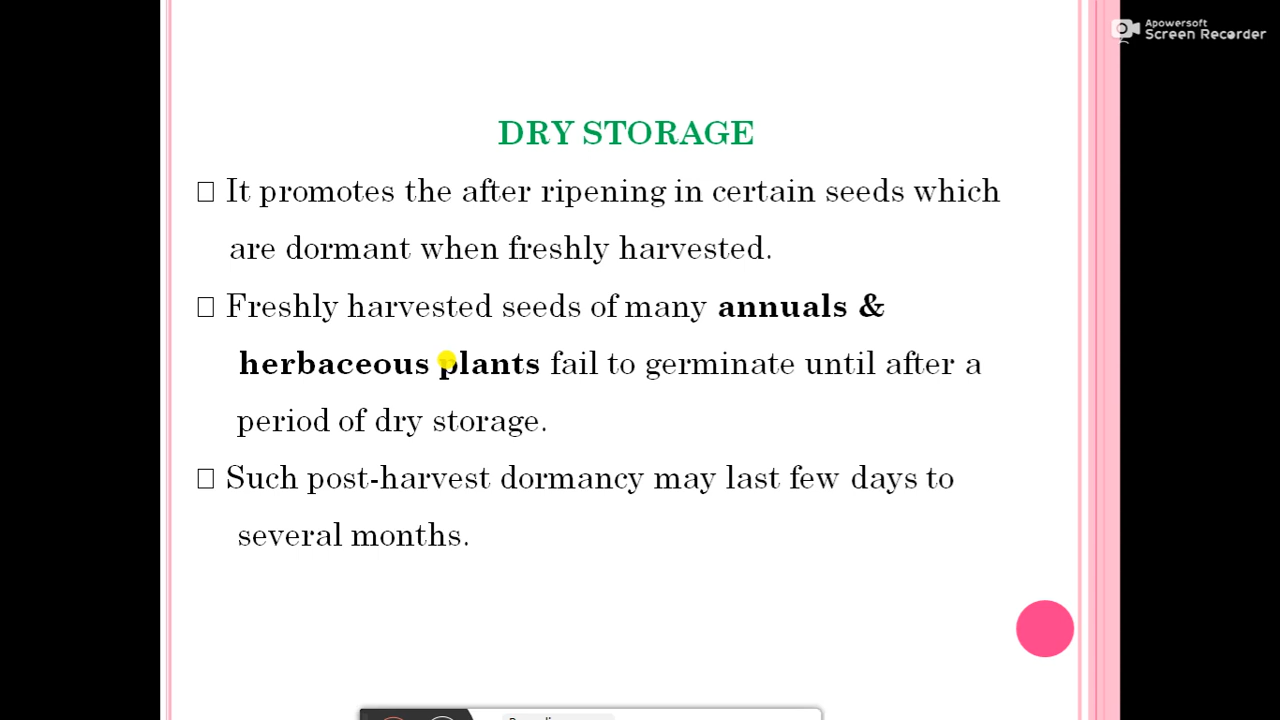 Apowersoft
Screen Recorder
DRY STORAGE
□ It promotes the after ripening in certain seeds which
are dormant when freshly harvested.
□ Freshly harvested seeds of many annuals &
herbaceous plants fail to germinate until after a
period of dry storage.
□ Such post-harvest dormancy may last few days to
several months.